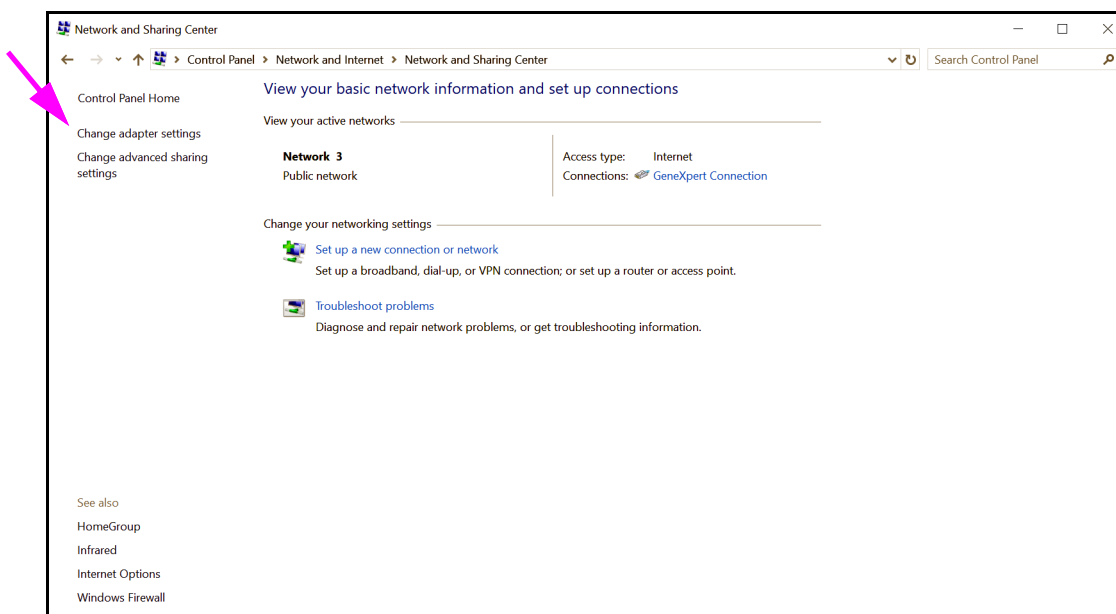 Network and Sharing Center
Control Panel > Network and Internet > Network and Sharing Center
Search Control Panel
Control Panel Home
Change adapter settings
Change advanced sharing
settings
View your basic network information and set up connections
View your active networks
Network 3
Public network
Access type: Internet
Connections: GeneXpert Connection
Change your networking settings
Set up a new connection or network
Set up a broadband, dial-up, or VPN connection; or set up a router or access point.
Troubleshoot problems
Diagnose and repair network problems, or get troubleshooting information.
See also
HomeGroup
Infrared
Internet Options
Windows Firewall